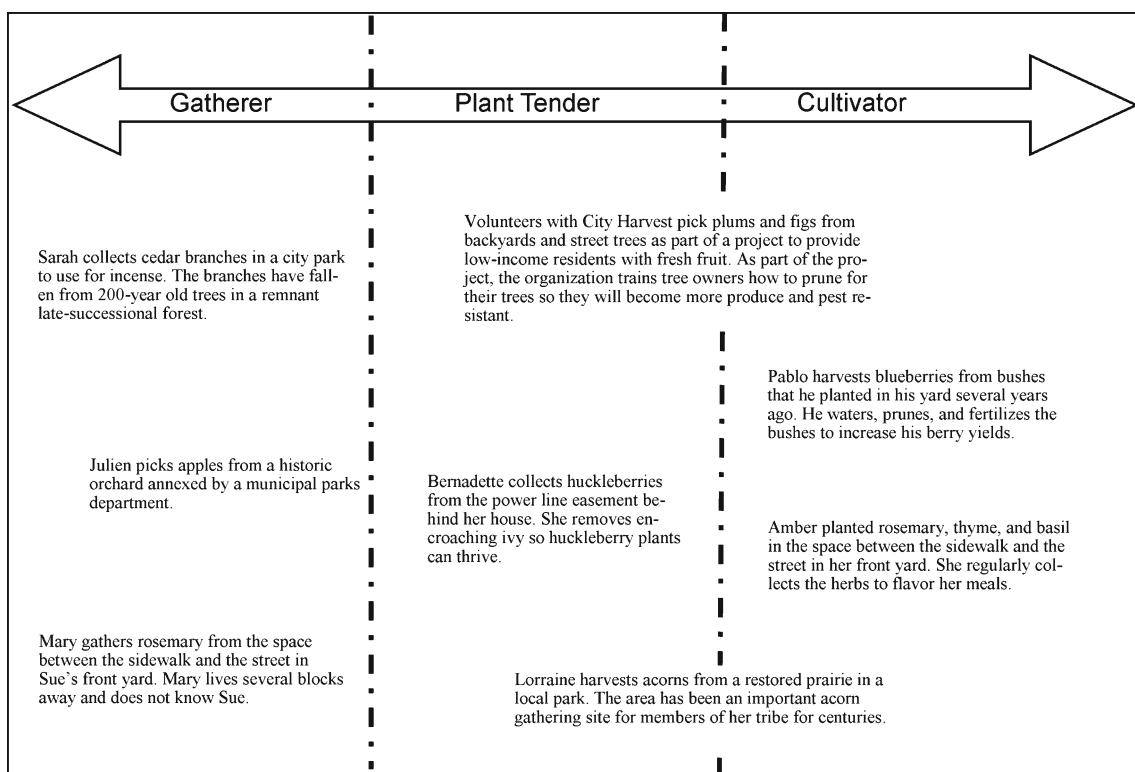 Gatherer
Plant Tender
Cultivator
Sarah collects cedar branches in a city park
to use for incense. The branches have fall-
en from 200-year old trees in a remnant
late-successional forest.
Volunteers with City Harvest pick plums and figs from
backyards and street trees as part of a project to provide
low-income residents with fresh fruit. As part of the pro-
ject, the organization trains tree owners how to prune for
their trees so they will become more produce and pest re-
sistant.
Pablo harvests blueberries from bushes
that he planted in his yard several years
ago. He waters, prunes, and fertilizes the
bushes to increase his berry yields.
Julien picks apples from a historic
orchard annexed by a municipal parks
department.
Bernadette collects huckleberries
from the power line easement be-
hind her house. She removes en-
croaching ivy so huckleberry plants
can thrive.
Amber planted rosemary, thyme, and basil
in the space between the sidewalk and the
street in her front yard. She regularly col-
lects the herbs to flavor her meals.
Mary gathers rosemary from the space
between the sidewalk and the street in
Sue's front yard. Mary lives several blocks
away and does not know Sue.
Lorraine harvests acorns from a restored prairie in a
local park. The area has been an important acorn
gathering site for members of her tribe for centuries.